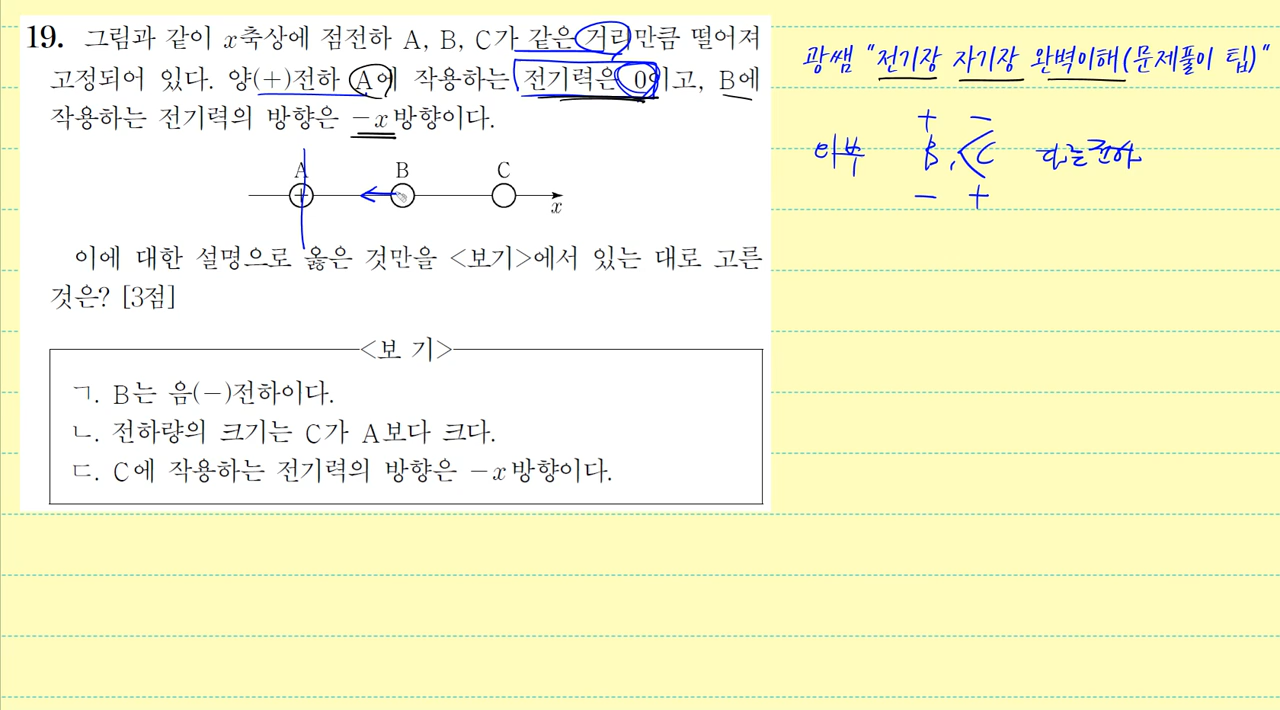 19. 그림과 같이 x축상에 점전하 A, B, C가 같은 거리만큼 떨어져
고정되어 있다. 양(+)전하 A에 작용하는 전기력은 0이고, B에
작용하는 전기력의 방향은 -x방향이다.
A B C
+
x
이에 대한 설명으로 옳은 것만을 <보기>에서 있는 대로 고른
것은? [3점]
<보 기>
ㄱ. B는 음(-)전하이다.
ㄴ. 전하량의 크기는 C가 A보다 크다.
ㄷ. C에 작용하는 전기력의 방향은 -x방향이다.
광쌤 "전기장 자기장 완벽이해(문제풀이 팁)"
+ -
외부 B, C 다른전하
- +